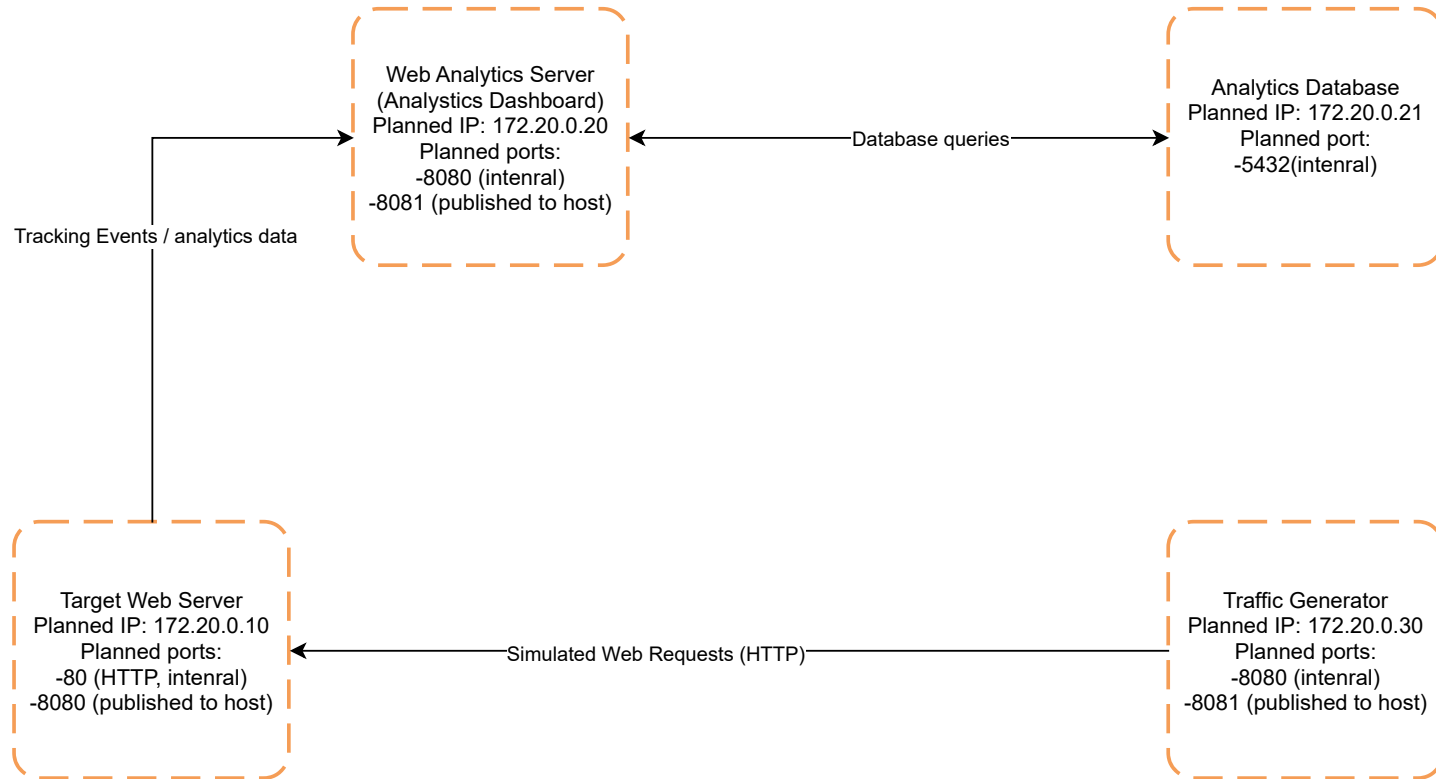 Web Analytics Server
(Analystics Dashboard)
Planned IP: 172.20.0.20
Planned ports:
-8080 (intenral)
-8081 (published to host)
Analytics Database
Planned IP: 172.20.0.21
Planned port:
-5432(intenral)
Database queries
Tracking Events / analytics data
Target Web Server
Planned IP: 172.20.0.10
Planned ports:
-80 (HTTP, intenral)
-8080 (published to host)
Simulated Web Requests (HTTP)
Traffic Generator
Planned IP: 172.20.0.30
Planned ports:
-8080 (intenral)
-8081 (published to host)